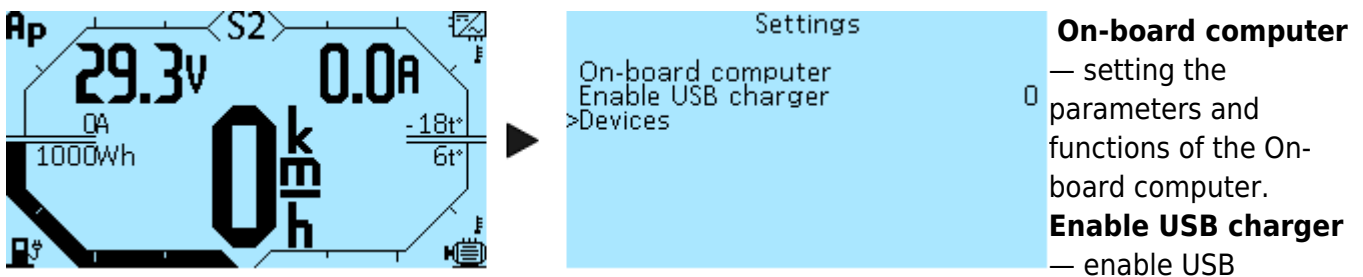 Ap
S2
29.3V
0.0A
0A
1000Wh
-18t°
6t°
0 km/h
Settings
On-board computer
Enable USB charger 0
>Devices
On-board computer
— setting the
parameters and
functions of the On-
board computer.
Enable USB charger
— enable USB